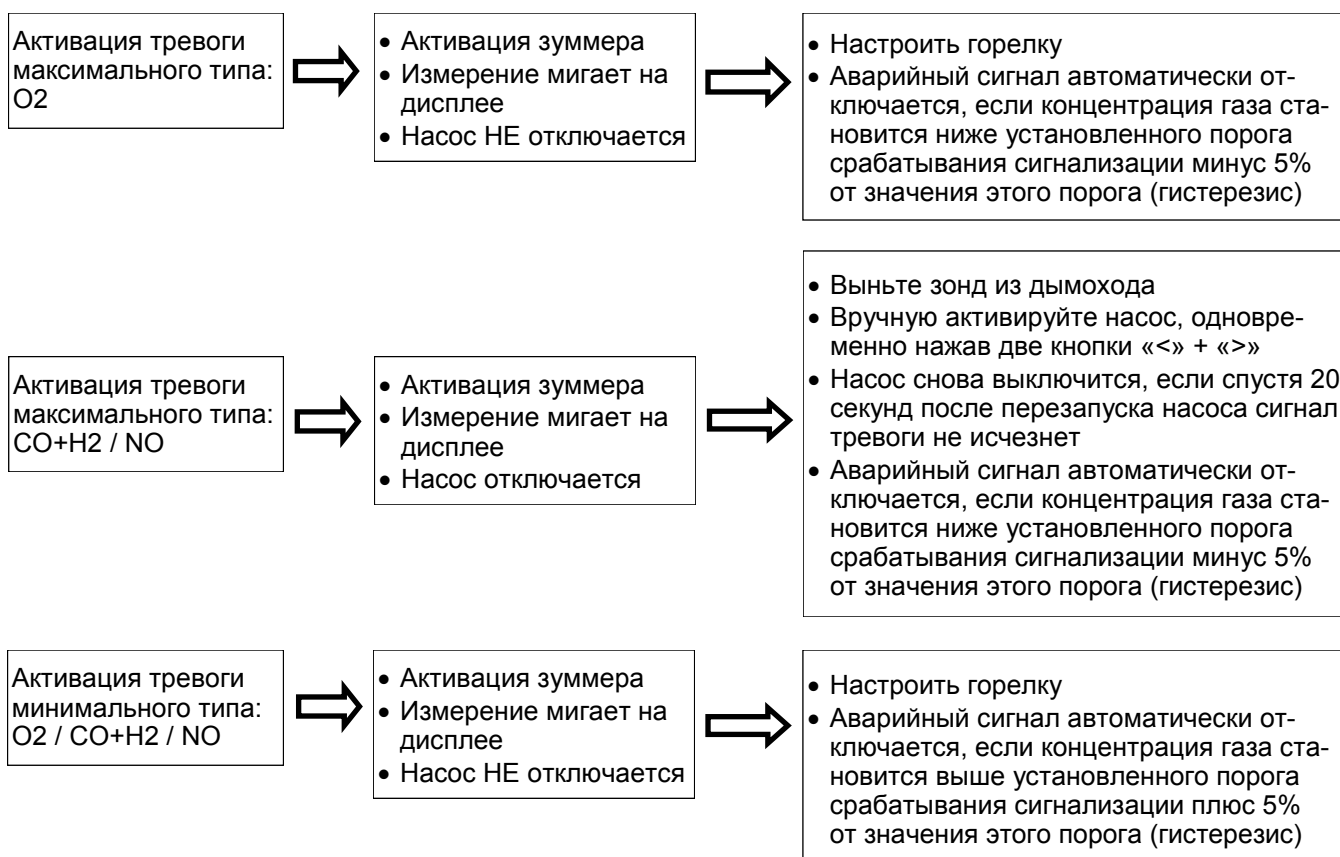 Активация тревоги
максимального типа:
O2
• Активация зуммера
• Измерение мигает на
дисплее
• Насос НЕ отключается
• Настроить горелку
• Аварийный сигнал автоматически от-
ключается, если концентрация газа ста-
новится ниже установленного порога
срабатывания сигнализации минус 5%
от значения этого порога (гистерезис)
Активация тревоги
максимального типа:
CO+H2 / NO
• Активация зуммера
• Измерение мигает на
дисплее
• Насос отключается
• Выньте зонд из дымохода
• Вручную активируйте насос, одновре-
менно нажав две кнопки «<» + «>»
• Насос снова выключится, если спустя 20
секунд после перезапуска насоса сигнал
тревоги не исчезнет
• Аварийный сигнал автоматически от-
ключается, если концентрация газа ста-
новится ниже установленного порога
срабатывания сигнализации минус 5%
от значения этого порога (гистерезис)
Активация тревоги
минимального типа:
O2 / CO+H2 / NO
• Активация зуммера
• Измерение мигает на
дисплее
• Насос НЕ отключается
• Настроить горелку
• Аварийный сигнал автоматически от-
ключается, если концентрация газа ста-
новится выше установленного порога
срабатывания сигнализации плюс 5%
от значения этого порога (гистерезис)